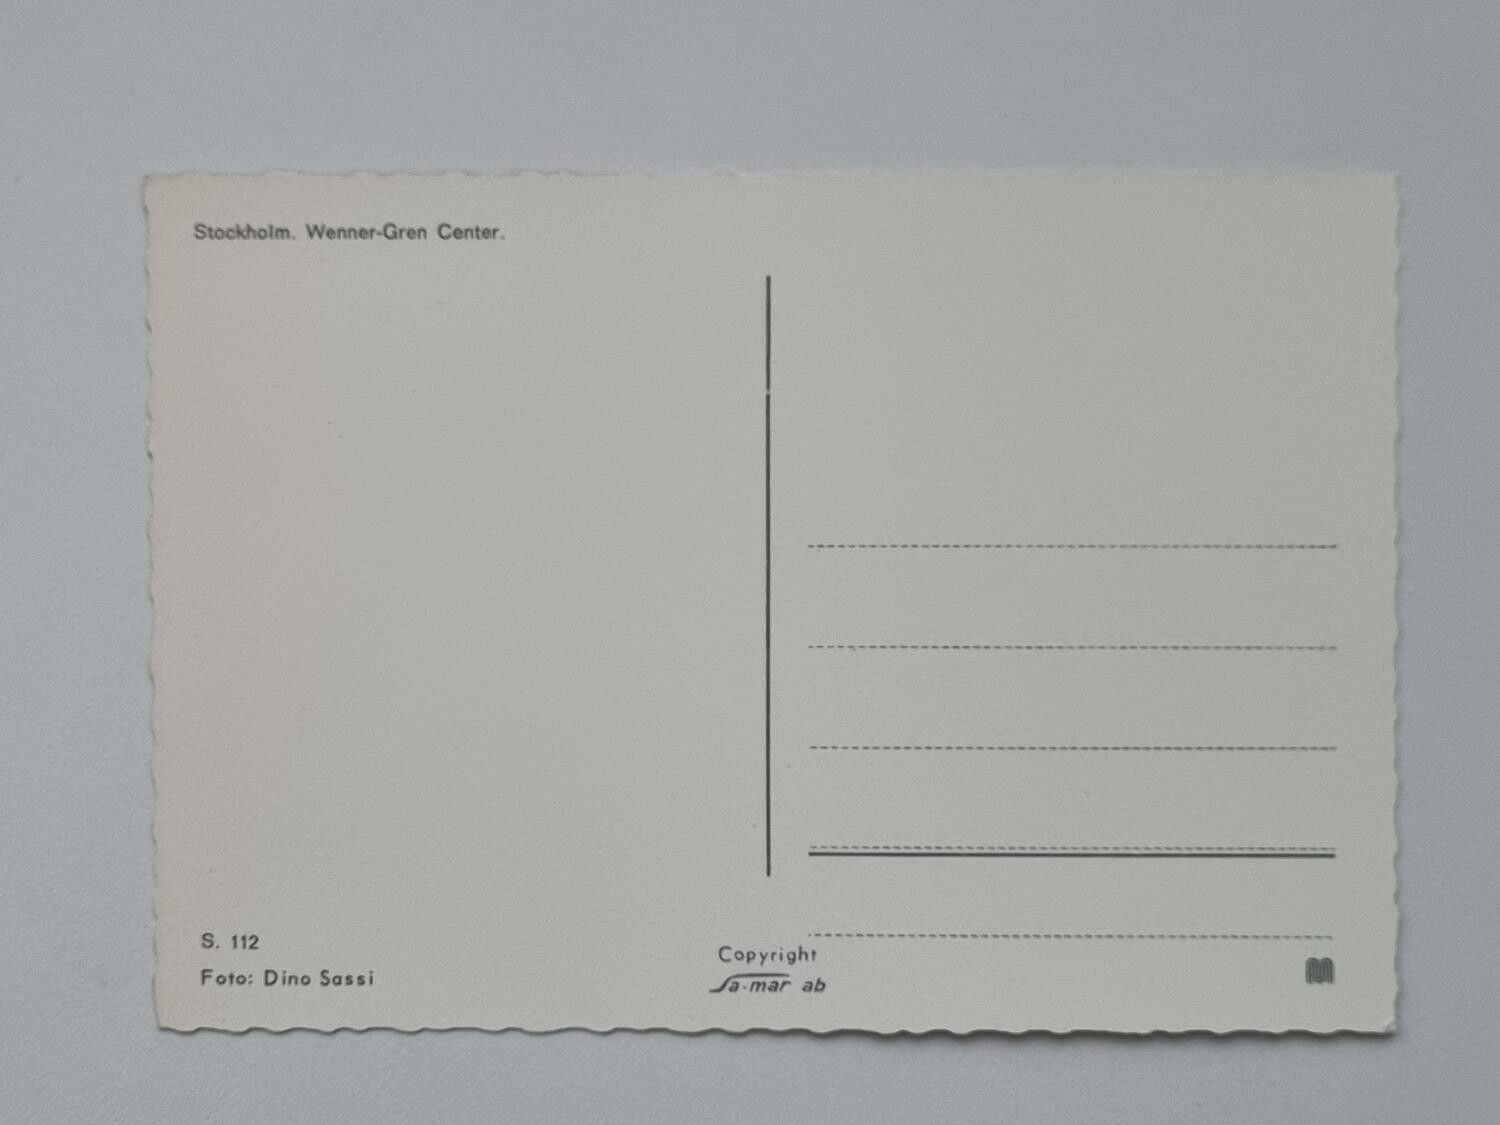 Stockholm. Wenner-Gren Center.
S. 112
Foto: Dino Sassi
Copyright
Sa-mar ab
M